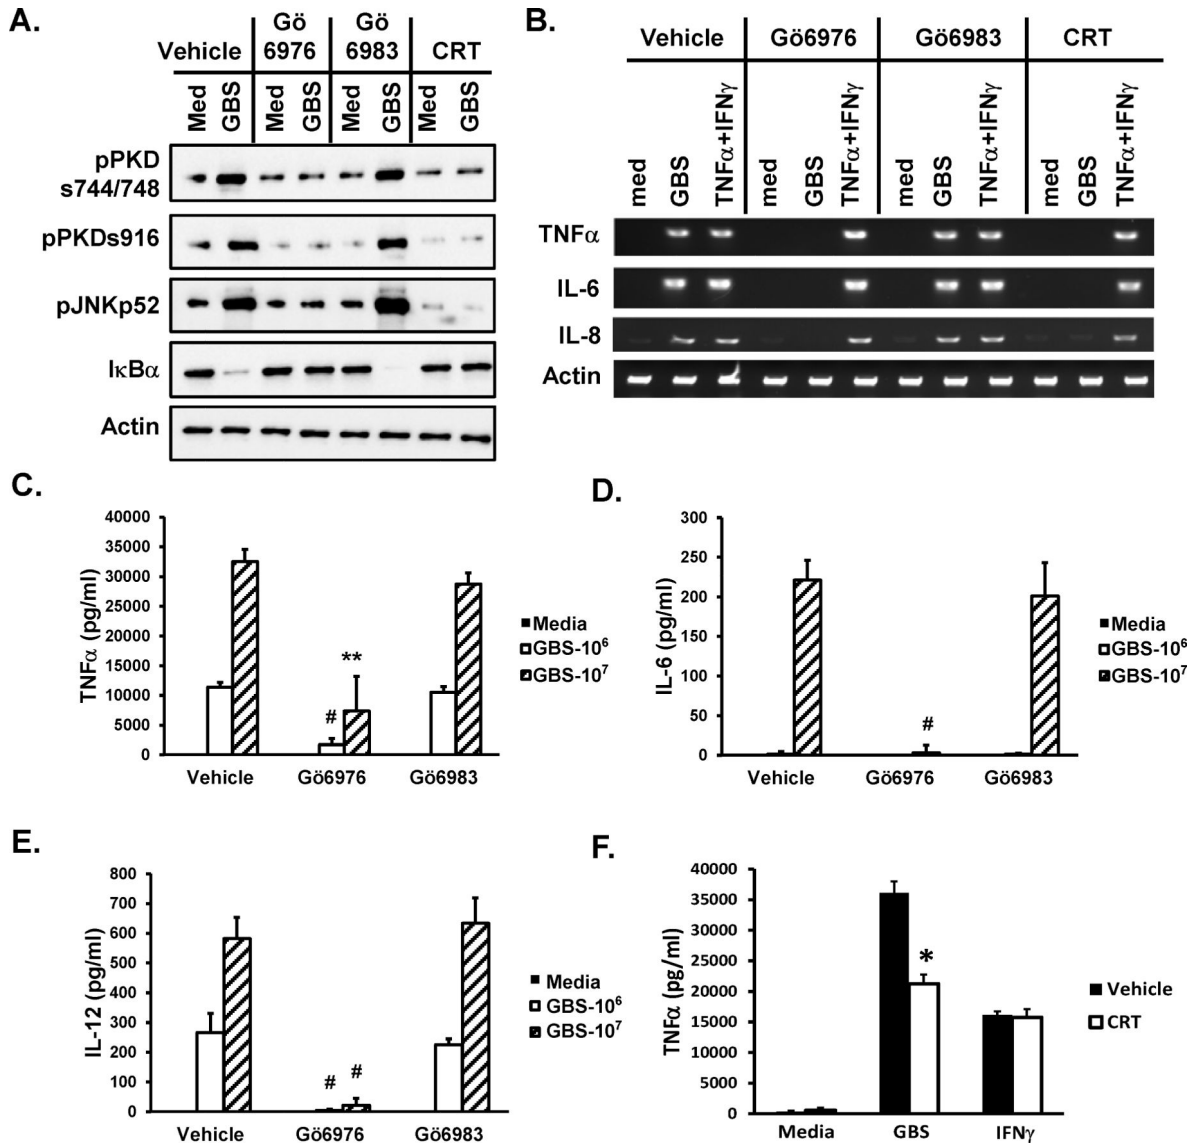 A.
Vehicle Gö 6976 Gö 6983 CRT
Med GBS Med GBS Med GBS Med GBS
pPKD
s744/748
pPKDs916
pJNKp52
IκBα
Actin
B.
Vehicle Gö6976 Gö6983 CRT
med GBS TNFα+IFNγ med GBS TNFα+IFNγ med GBS TNFα+IFNγ med GBS TNFα+IFNγ
TNFα
IL-6
IL-8
Actin
C.
TNFα (pg/ml)
40000
35000
30000
25000
20000
15000
10000
5000
0
# **
Vehicle Gö6976 Gö6983
Media
GBS-10⁶
GBS-10⁷
D.
IL-6 (pg/ml)
300
250
200
150
100
50
0
#
Vehicle Gö6976 Gö6983
Media
GBS-10⁶
GBS-10⁷
E.
IL-12 (pg/ml)
800
700
600
500
400
300
200
100
0
# #
Vehicle Gö6976 Gö6983
Media
GBS-10⁶
GBS-10⁷
F.
TNFα (pg/ml)
40000
35000
30000
25000
20000
15000
10000
5000
0
*
Media GBS IFNγ
Vehicle
CRT